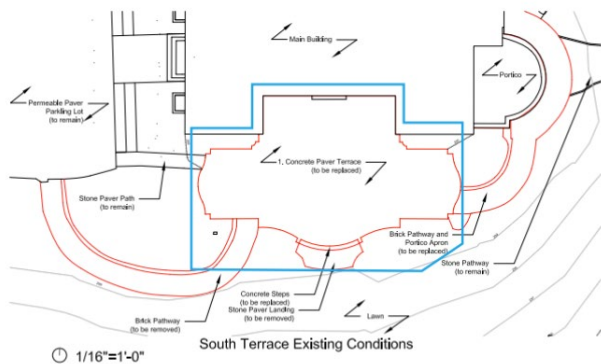 Main Building
Portico
Permeable Paver
Parkling Lot
(to remain)
1, Concrete Paver Terrace
(to be replaced)
Stone Paver Path
(to remain)
Brick Pathway and
Portico Apron
(to be replaced)
Stone Pathway
(to remain)
Concrete Steps
(to be replaced)
Stone Paver Landing
(to be removed)
Brick Pathway
(to be removed)
Lawn
South Terrace Existing Conditions
1/16"=1'-0"